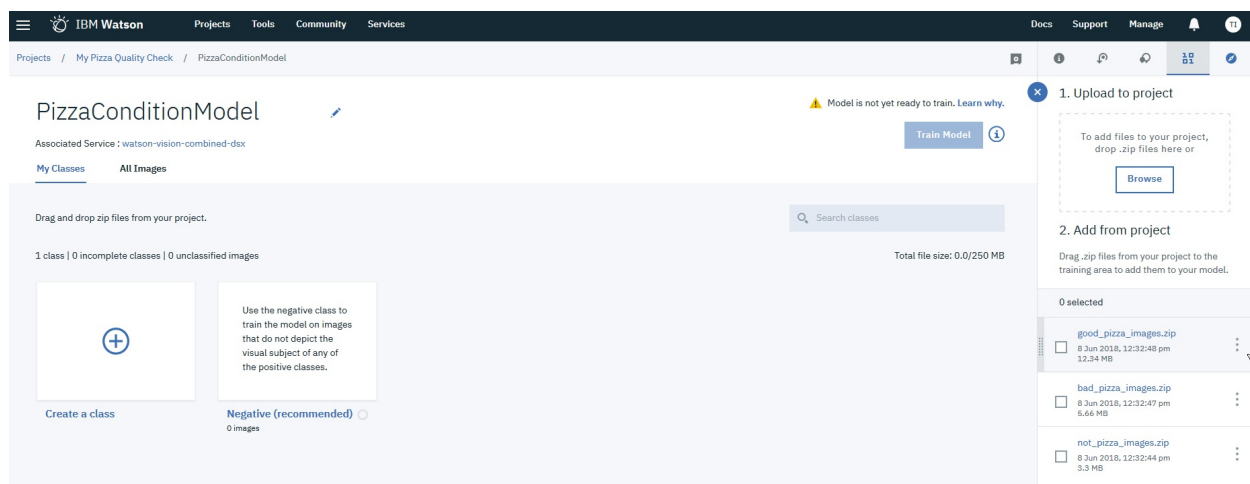 IBM Watson
Projects Tools Community Services
Docs Support Manage
TI
Projects / My Pizza Quality Check / PizzaConditionModel
PizzaConditionModel
Model is not yet ready to train. Learn why.
Train Model
Associated Service : watson-vision-combined-dsx
My Classes All Images
Drag and drop zip files from your project.
Search classes
1 class | 0 incomplete classes | 0 unclassified images
Total file size: 0.0/250 MB
Create a class
Use the negative class to
train the model on images
that do not depict the
visual subject of any of
the positive classes.
Negative (recommended)
0 images
1. Upload to project
To add files to your project,
drop .zip files here or
Browse
2. Add from project
Drag .zip files from your project to the
training area to add them to your model.
0 selected
good_pizza_images.zip
8 Jun 2018, 12:32:48 pm
12.34 MB
bad_pizza_images.zip
8 Jun 2018, 12:32:47 pm
5.66 MB
not_pizza_images.zip
8 Jun 2018, 12:32:44 pm
3.3 MB